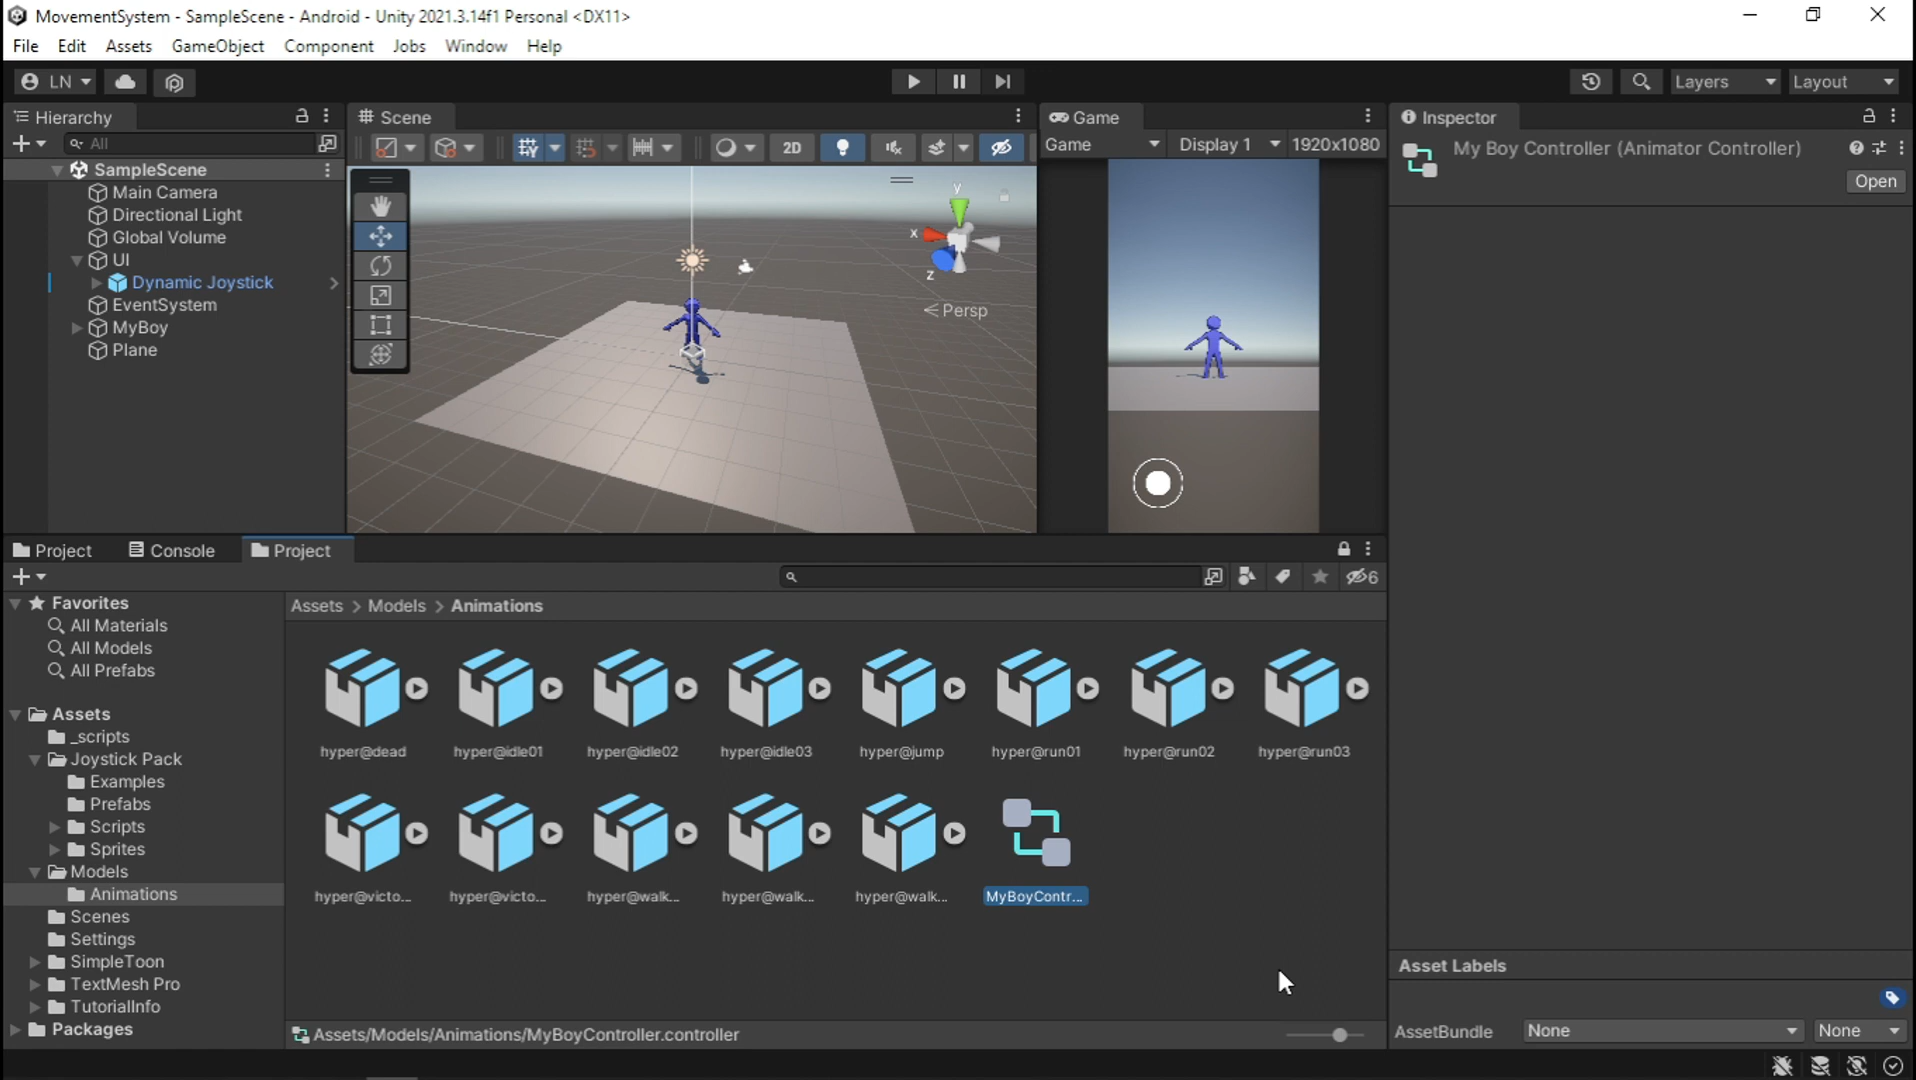 MovementSystem - SampleScene - Android - Unity 2021.3.14f1 Personal <DX11>
File Edit Assets GameObject Component Jobs Window Help
LN
Layers Layout
Hierarchy
All
SampleScene
Main Camera
Directional Light
Global Volume
UI
Dynamic Joystick
EventSystem
MyBoy
Plane
Scene
2D
y
x
z
Persp
Game
Game Display 1 1920x1080
Inspector
My Boy Controller (Animator Controller)
Open
Project Console Project
6
Favorites
All Materials
All Models
All Prefabs
Assets
_scripts
Joystick Pack
Examples
Prefabs
Scripts
Sprites
Models
Animations
Scenes
Settings
SimpleToon
TextMesh Pro
TutorialInfo
Packages
Assets > Models > Animations
hyper@dead hyper@idle01 hyper@idle02 hyper@idle03 hyper@jump hyper@run01 hyper@run02 hyper@run03
hyper@victo... hyper@victo... hyper@walk... hyper@walk... hyper@walk... MyBoyContr...
Assets/Models/Animations/MyBoyController.controller
Asset Labels
AssetBundle None None